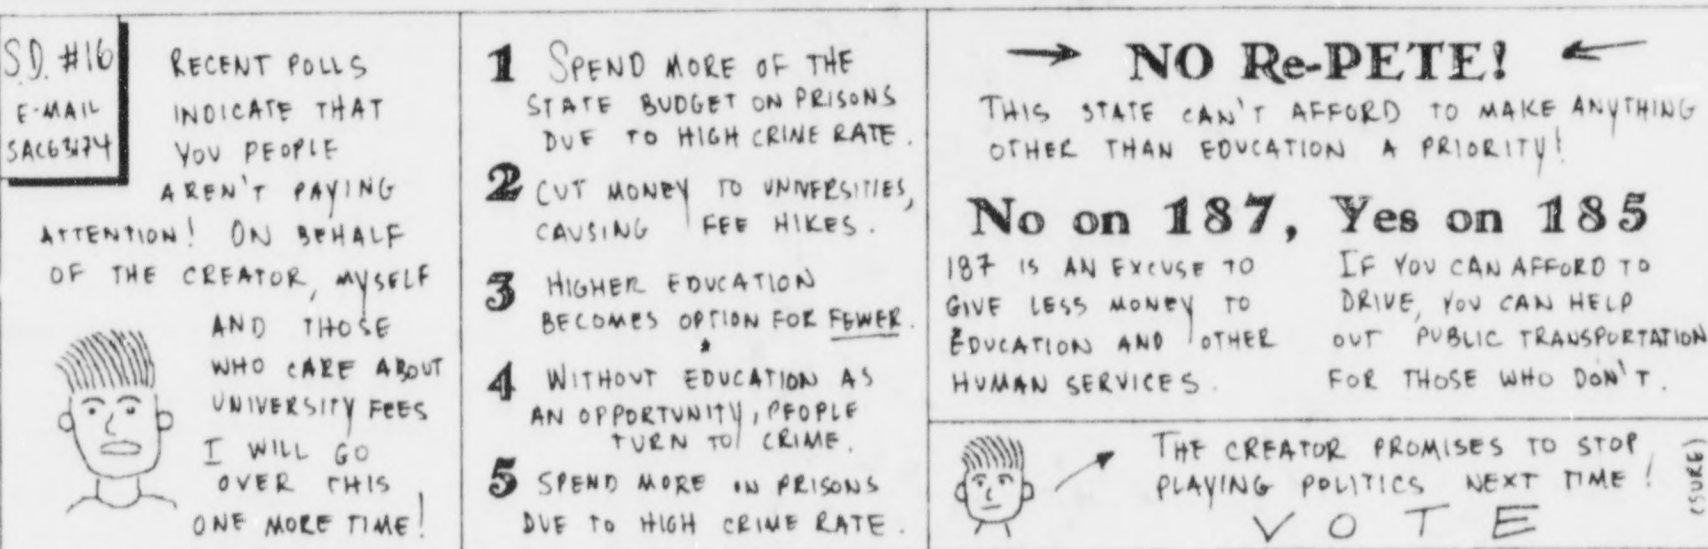 S.D. #16
E-MAIL
SAC63174
RECENT POLLS
INDICATE THAT
YOU PEOPLE
AREN'T PAYING
ATTENTION! ON BEHALF
OF THE CREATOR, MYSELF
AND THOSE
WHO CARE ABOUT
UNIVERSITY FEES
I WILL GO
OVER THIS
ONE MORE TIME!
1 SPEND MORE OF THE
STATE BUDGET ON PRISONS
DUE TO HIGH CRIME RATE.
2 CUT MONEY TO UNIVERSITIES,
CAUSING FEE HIKES.
3 HIGHER EDUCATION
BECOMES OPTION FOR FEWER.
4 WITHOUT EDUCATION AS
AN OPPORTUNITY, PEOPLE
TURN TO CRIME.
5 SPEND MORE ON PRISONS
DUE TO HIGH CRIME RATE.
→ NO Re-PETE! ←
THIS STATE CAN'T AFFORD TO MAKE ANYTHING
OTHER THAN EDUCATION A PRIORITY!
No on 187, Yes on 185
187 IS AN EXCUSE TO
GIVE LESS MONEY TO
EDUCATION AND OTHER
HUMAN SERVICES.
IF YOU CAN AFFORD TO
DRIVE, YOU CAN HELP
OUT PUBLIC TRANSPORTATION
FOR THOSE WHO DON'T.
THE CREATOR PROMISES TO STOP
PLAYING POLITICS NEXT TIME!
(SURE)
VOTE